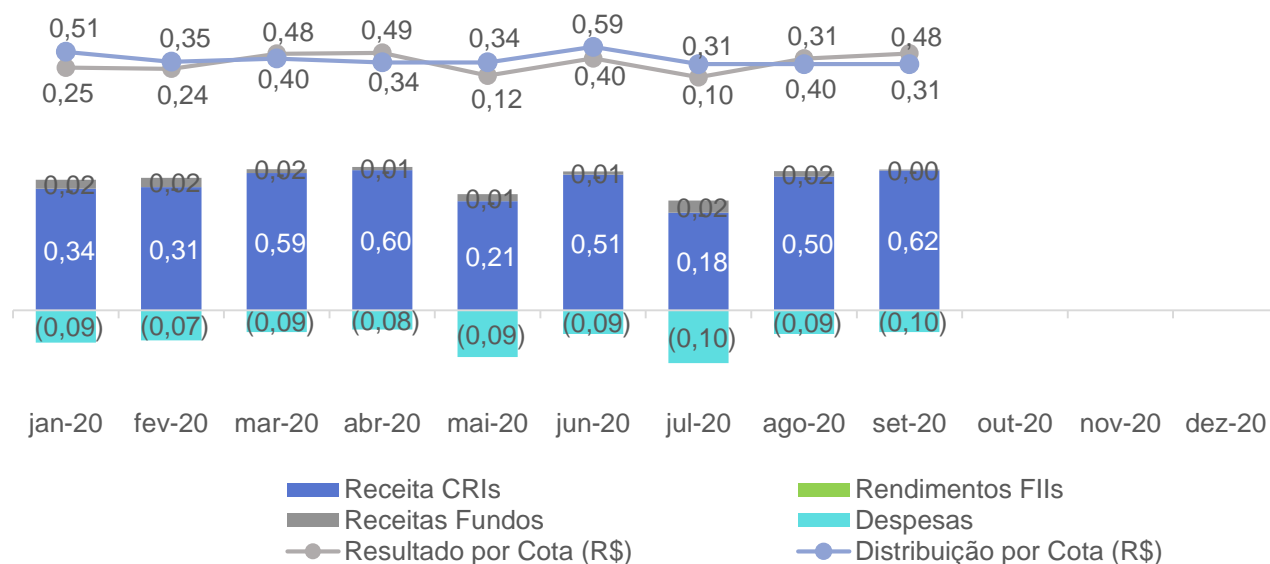 0,51 0,35 0,48 0,49 0,34 0,59 0,31 0,31 0,48
0,25 0,24 0,40 0,34 0,12 0,40 0,10 0,40 0,31
0,02 0,02 0,02 0,01 0,01 0,01 0,02 0,02 0,00
0,34 0,31 0,59 0,60 0,21 0,51 0,18 0,50 0,62
(0,09) (0,07) (0,09) (0,08) (0,09) (0,09) (0,10) (0,09) (0,10)
jan-20 fev-20 mar-20 abr-20 mai-20 jun-20 jul-20 ago-20 set-20 out-20 nov-20 dez-20
Receita CRIs Rendimentos FIIs
Receitas Fundos Despesas
Resultado por Cota (R$) Distribuição por Cota (R$)